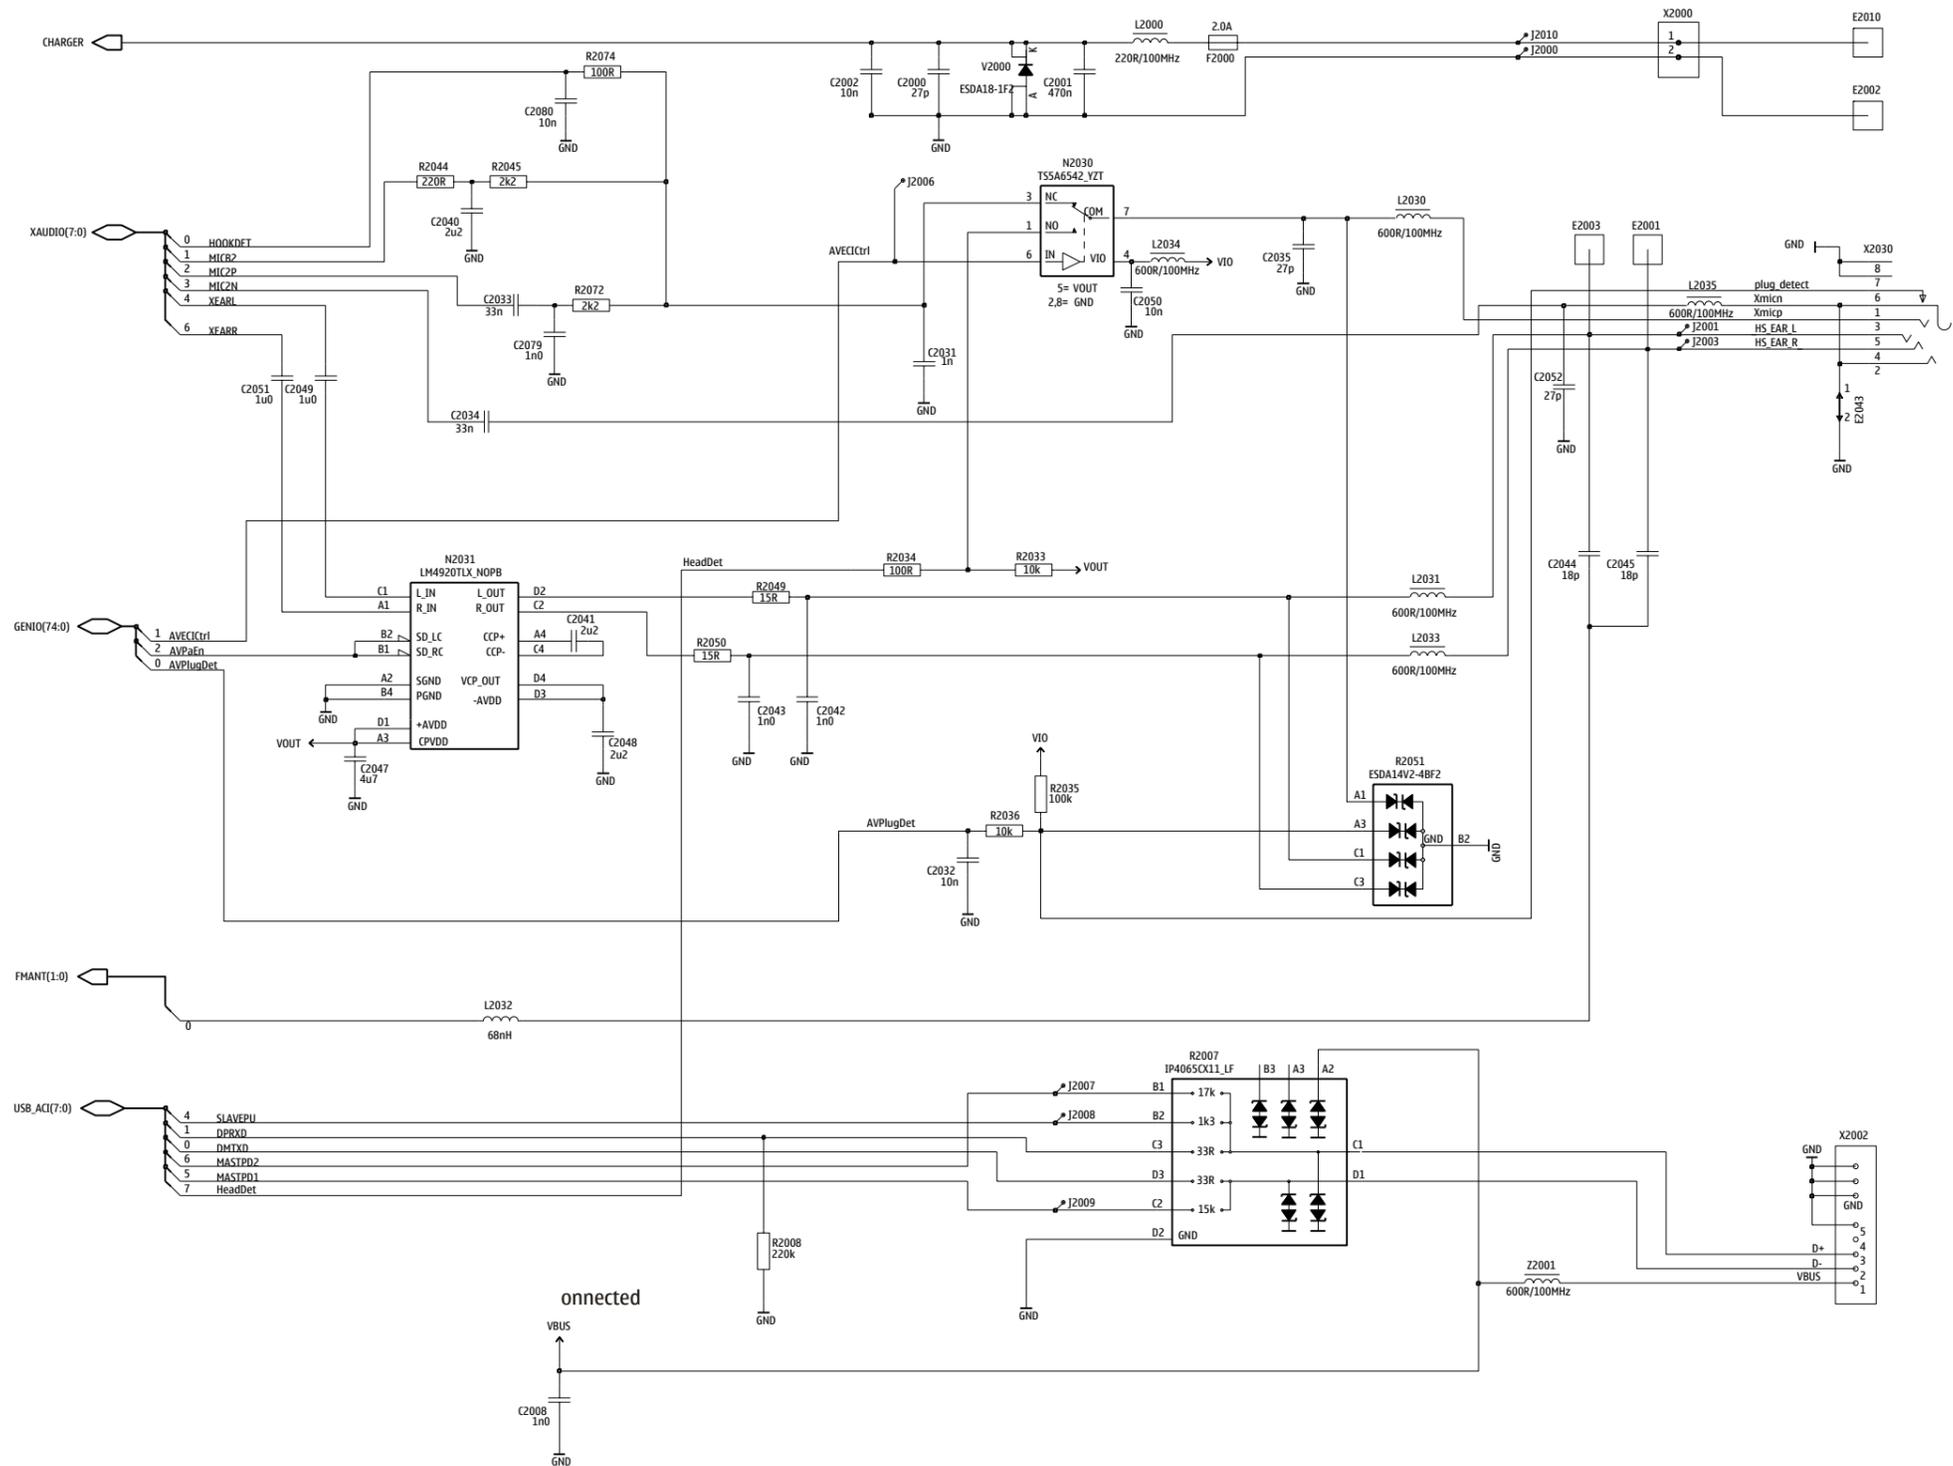 CHARGER
L2000
220R/100MHz
2.0A
F2000
J2010
J2000
X2000
1
2
E2010
E2002
C2002
10n
C2000
27p
V2000
K
A
ESDA18-1F2
C2001
470n
GND
R2074
100R
C2080
10n
GND
R2044
220R
R2045
2k2
C2040
2u2
GND
XAUDIO(7:0)
0 HOOKDET
1 MICB2
2 MIC2P
3 MIC2N
4 XEARL
6 XEARR
C2033
33n
R2072
2k2
C2079
1n0
GND
C2051
1u0
C2049
1u0
C2034
33n
J2006
AVECICtrl
N2030
TS5A6542_YZT
3 NC
COM 7
1 NO
6 IN
VIO 4
5= VOUT
2,8= GND
L2034
600R/100MHz
VIO
C2050
10n
GND
C2031
1n
GND
C2035
27p
GND
L2030
600R/100MHz
E2003
E2001
GND
X2030
8
7
6
1
3
5
4
2
plug_detect
L2035
600R/100MHz
Xmicn
Xmicp
J2001
HS_EAR_L
J2003
HS_EAR_R
C2052
27p
GND
1
2
E2043
GND
C2044
18p
C2045
18p
HeadDet
R2034
100R
R2033
10k
VOUT
N2031
LM4920TLX_NOPB
C1 L_IN
A1 R_IN
B2 SD_LC
B1 SD_RC
A2 SGND
B4 PGND
D1 +AVDD
A3 CPVDD
L_OUT D2
R_OUT C2
CCP+ A4
CCP- C4
VCP_OUT D4
-AVDD D3
C2041
2u2
C2048
2u2
GND
GND
VOUT
C2047
4u7
GND
GENIO(74:0)
1 AVECICtrl
2 AVPaEn
0 AVPlugDet
R2049
15R
R2050
15R
C2043
1n0
GND
C2042
1n0
GND
L2031
600R/100MHz
L2033
600R/100MHz
VIO
R2035
100k
AVPlugDet
R2036
10k
C2032
10n
GND
R2051
ESDA14V2-4BF2
A1
A3
C1
C3
GND
B2
GND
FMANT(1:0)
0
L2032
68nH
USB_ACI(7:0)
4 SLAVEPU
1 DPRXD
0 DMTXD
6 MASTPD2
5 MASTPD1
7 HeadDet
J2007
J2008
J2009
R2007
IP4065CX11_LF
B3 A3 A2
B1 17k
B2 1k3
C3 33R
D3 33R
C2 15k
D2 GND
C1
D1
GND
R2008
220k
GND
X2002
GND
GND
5
4
3
2
1
D+
D-
VBUS
Z2001
600R/100MHz
onnected
VBUS
C2008
1n0
GND